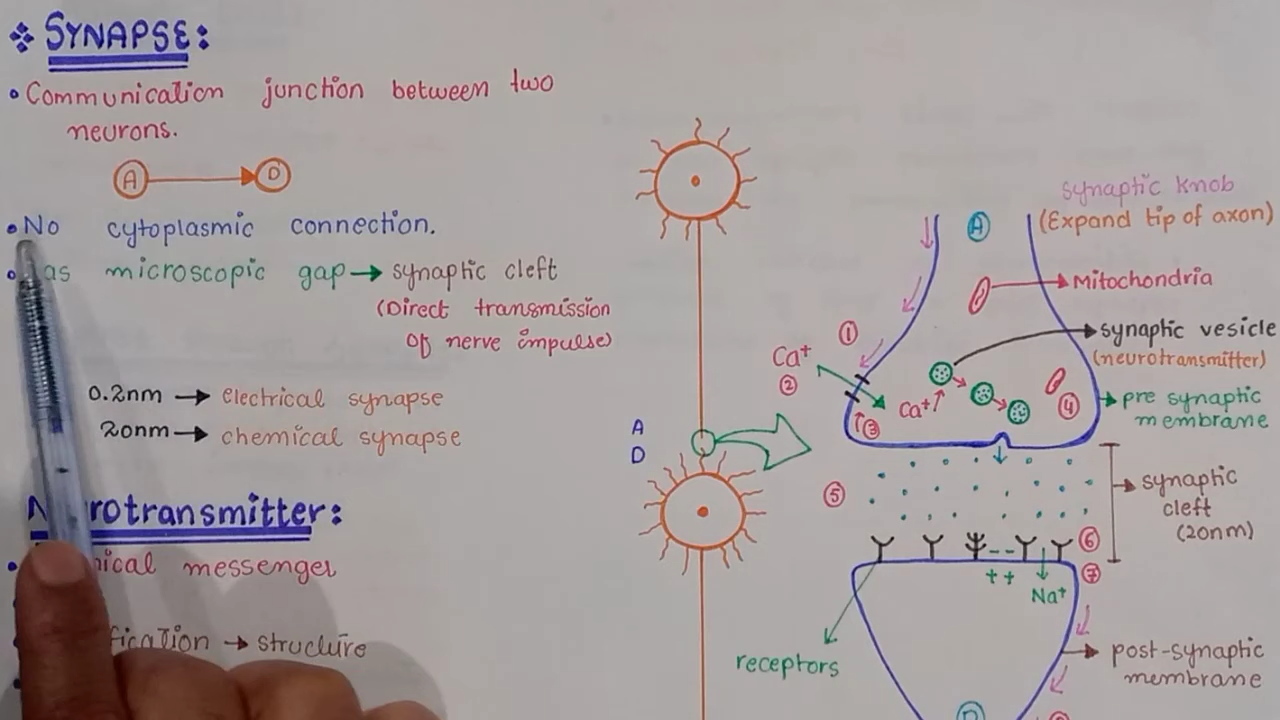 SYNAPSE:
• Communication junction between two
neurons.
A → D
• No cytoplasmic connection.
• as microscopic gap → synaptic cleft
(Direct transmission
of nerve impulse)
0.2nm → electrical synapse
20nm → chemical synapse
N rotransmitter:
• ical messenger
fication → structure
A
D
synaptic knob
(Expand tip of axon)
A
Mitochondria
synaptic vesicle
(neurotransmitter)
pre synaptic
membrane
①
Ca⁺
②
Ca⁺
③
④
synaptic
cleft
(20nm)
⑤
⑥
⑦
--
++
Na⁺
receptors
post-synaptic
membrane
D